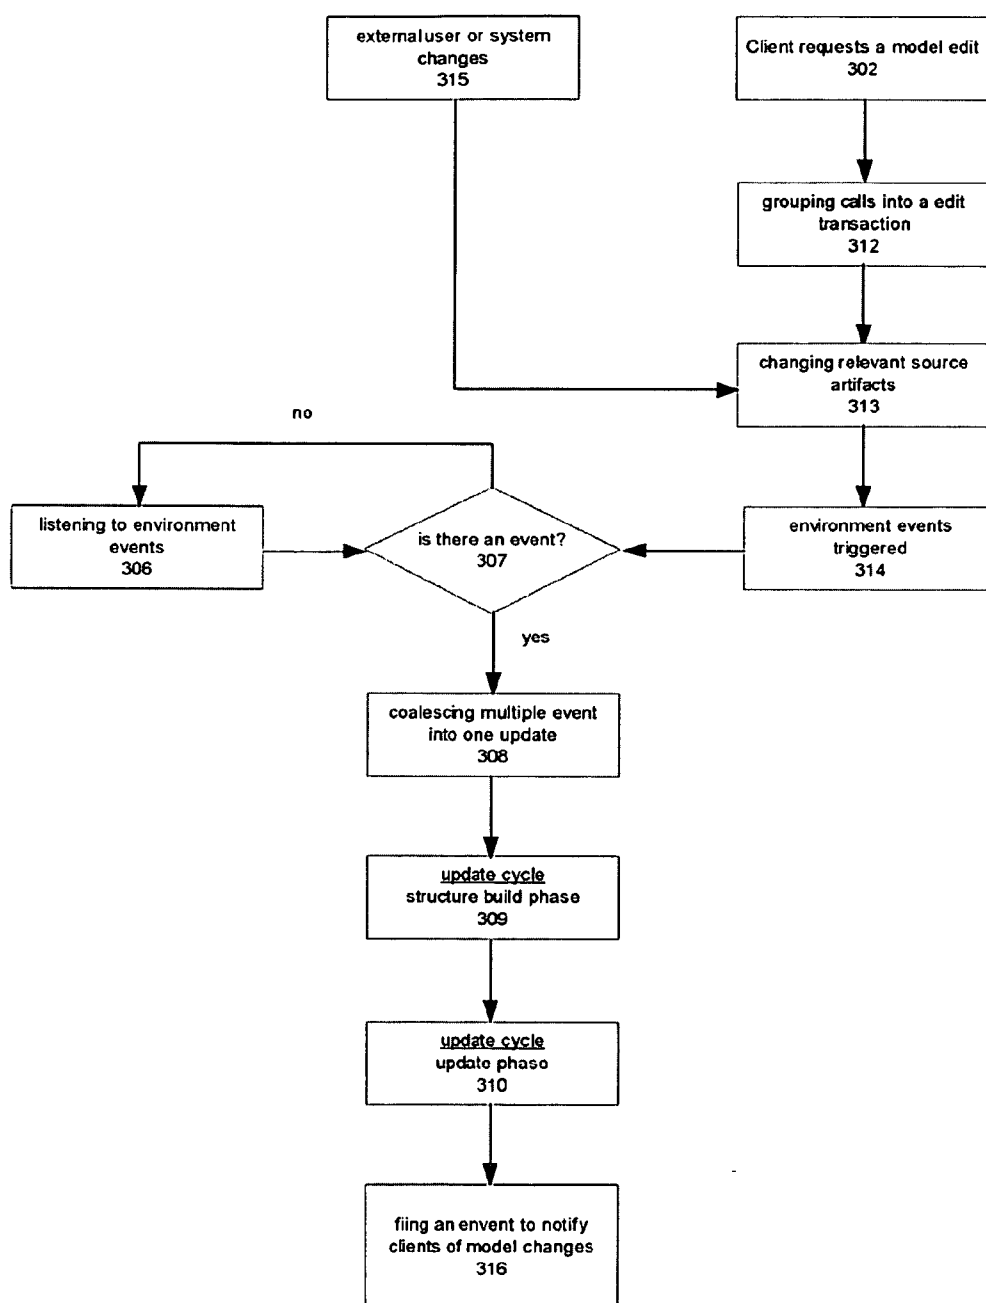 external user or system
changes
315
Client requests a model edit
302
grouping calls into a edit
transaction
312
changing relevant source
artifacts
313
no
listening to environment
events
306
is there an event?
307
environment events
triggered
314
yes
coalescing multiple event
into one update
308
update cycle
structure build phase
309
update cycle
update phase
310
fiing an envent to notify
clients of model changes
316